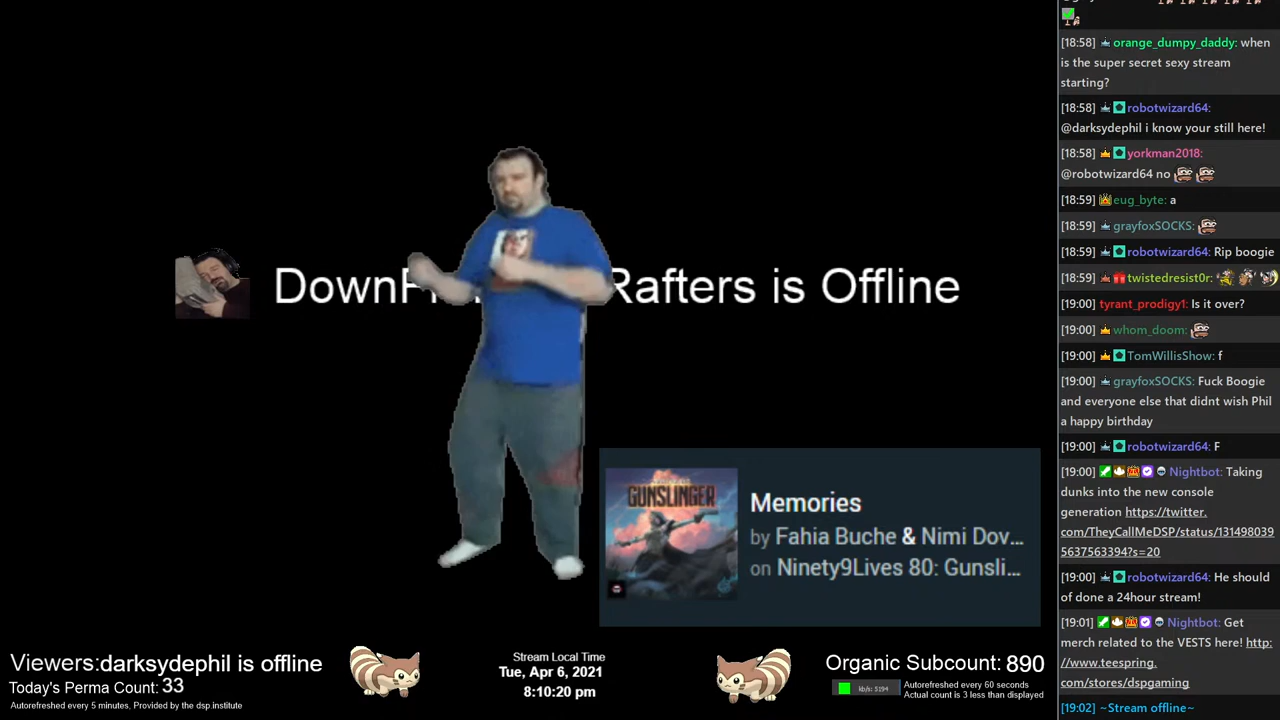 DownF Rafters is Offline
GUNSLINGER
Memories
by Fahia Buche & Nimi Dov…
on Ninety9Lives 80: Gunsli…
Viewers:darksydephil is offline
Today's Perma Count: 33
Autorefreshed every 5 minutes, Provided by the dsp institute
Stream Local Time
Tue, Apr 6, 2021
8:10:20 pm
Organic Subcount: 890
kb/s: 5194
Autorefreshed every 60 seconds
Actual count is 3 less than displayed
[18:58] orange_dumpy_daddy: when
is the super secret sexy stream
starting?
[18:58] robotwizard64:
@darksydephil i know your still here!
[18:58] yorkman2018:
@robotwizard64 no
[18:59] eug_byte: a
[18:59] grayfoxSOCKS:
[18:59] robotwizard64: Rip boogie
[18:59] twistedresist0r:
[19:00] tyrant_prodigy1: Is it over?
[19:00] whom_doom:
[19:00] TomWillisShow: f
[19:00] grayfoxSOCKS: Fuck Boogie
and everyone else that didnt wish Phil
a happy birthday
[19:00] robotwizard64: F
[19:00] Nightbot: Taking
dunks into the new console
generation https://twitter.
com/TheyCallMeDSP/status/131498039
5637563394?s=20
[19:00] robotwizard64: He should
of done a 24hour stream!
[19:01] Nightbot: Get
merch related to the VESTS here! http:
//www.teespring.
com/stores/dspgaming
[19:02] ~Stream offline~